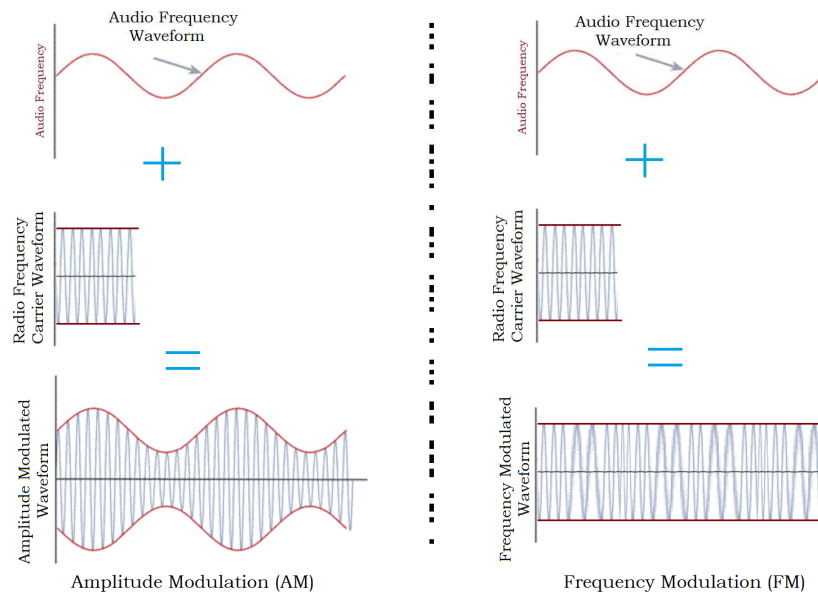 Audio Frequency
Waveform
Audio Frequency
Radio Frequency
Carrier Waveform
Amplitude Modulated
Waveform
Amplitude Modulation (AM)
Audio Frequency
Waveform
Audio Frequency
Radio Frequency
Carrier Waveform
Frequency Modulated
Waveform
Frequency Modulation (FM)